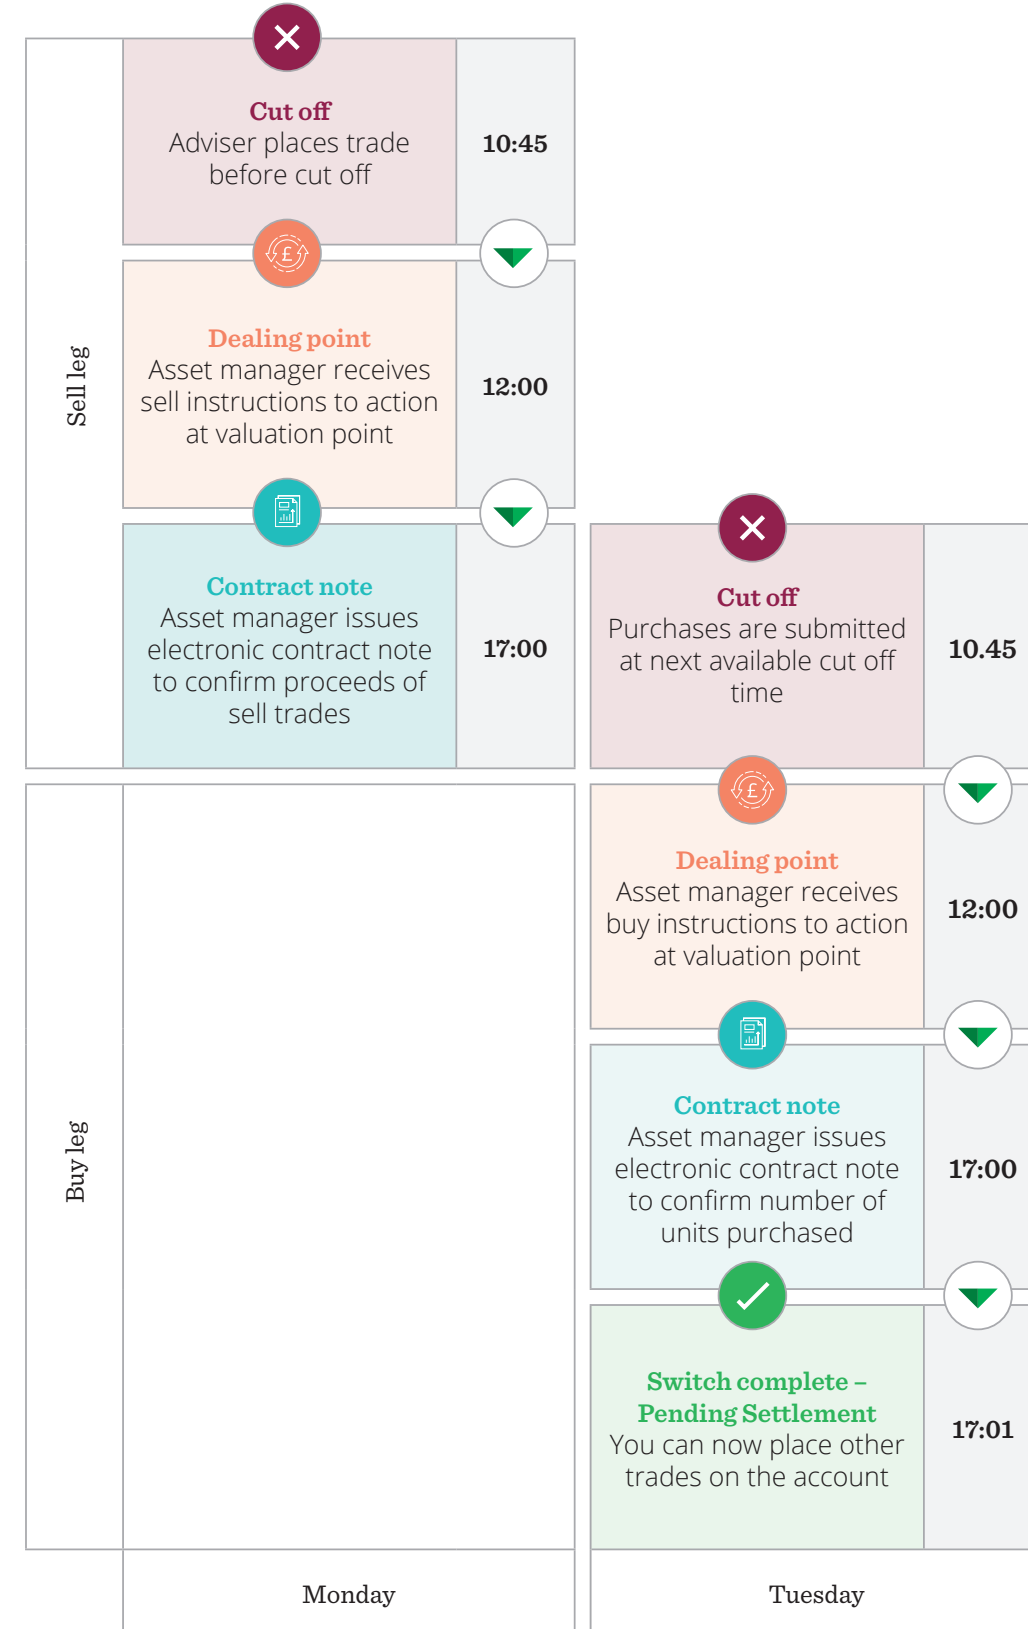 Sell leg
Cut off
Adviser places trade
before cut off
10:45
£
Dealing point
Asset manager receives
sell instructions to action
at valuation point
12:00
Contract note
Asset manager issues
electronic contract note
to confirm proceeds of
sell trades
17:00
Cut off
Purchases are submitted
at next available cut off
time
10.45
Buy leg
£
Dealing point
Asset manager receives
buy instructions to action
at valuation point
12:00
Contract note
Asset manager issues
electronic contract note
to confirm number of
units purchased
17:00
Switch complete –
Pending Settlement
You can now place other
trades on the account
17:01
Monday
Tuesday